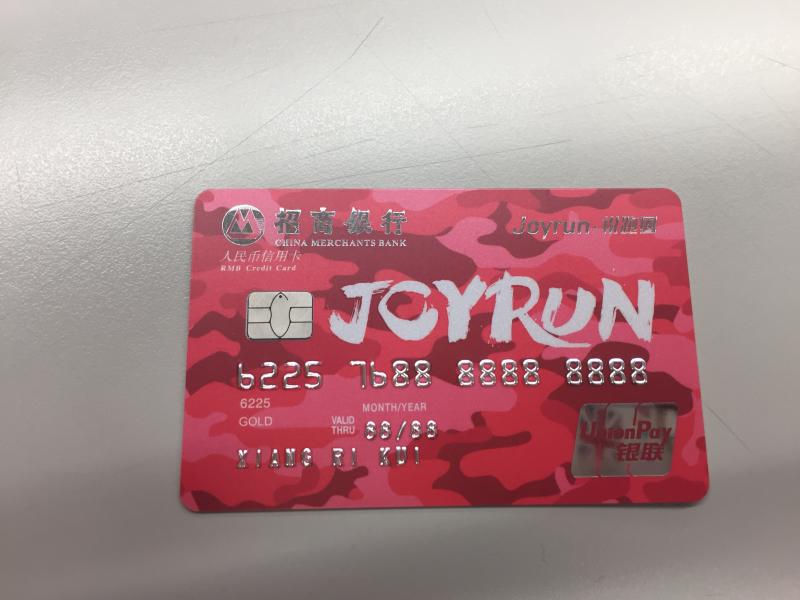 招商银行
CHINA MERCHANTS BANK
Joyrun·悦跑圈
人民币信用卡
RMB Credit Card
JOYRUN
6225 7688 8888 8888
6225
MONTH/YEAR
GOLD
VALID THRU
88/88
XIANG RI KUI
UnionPay
银联